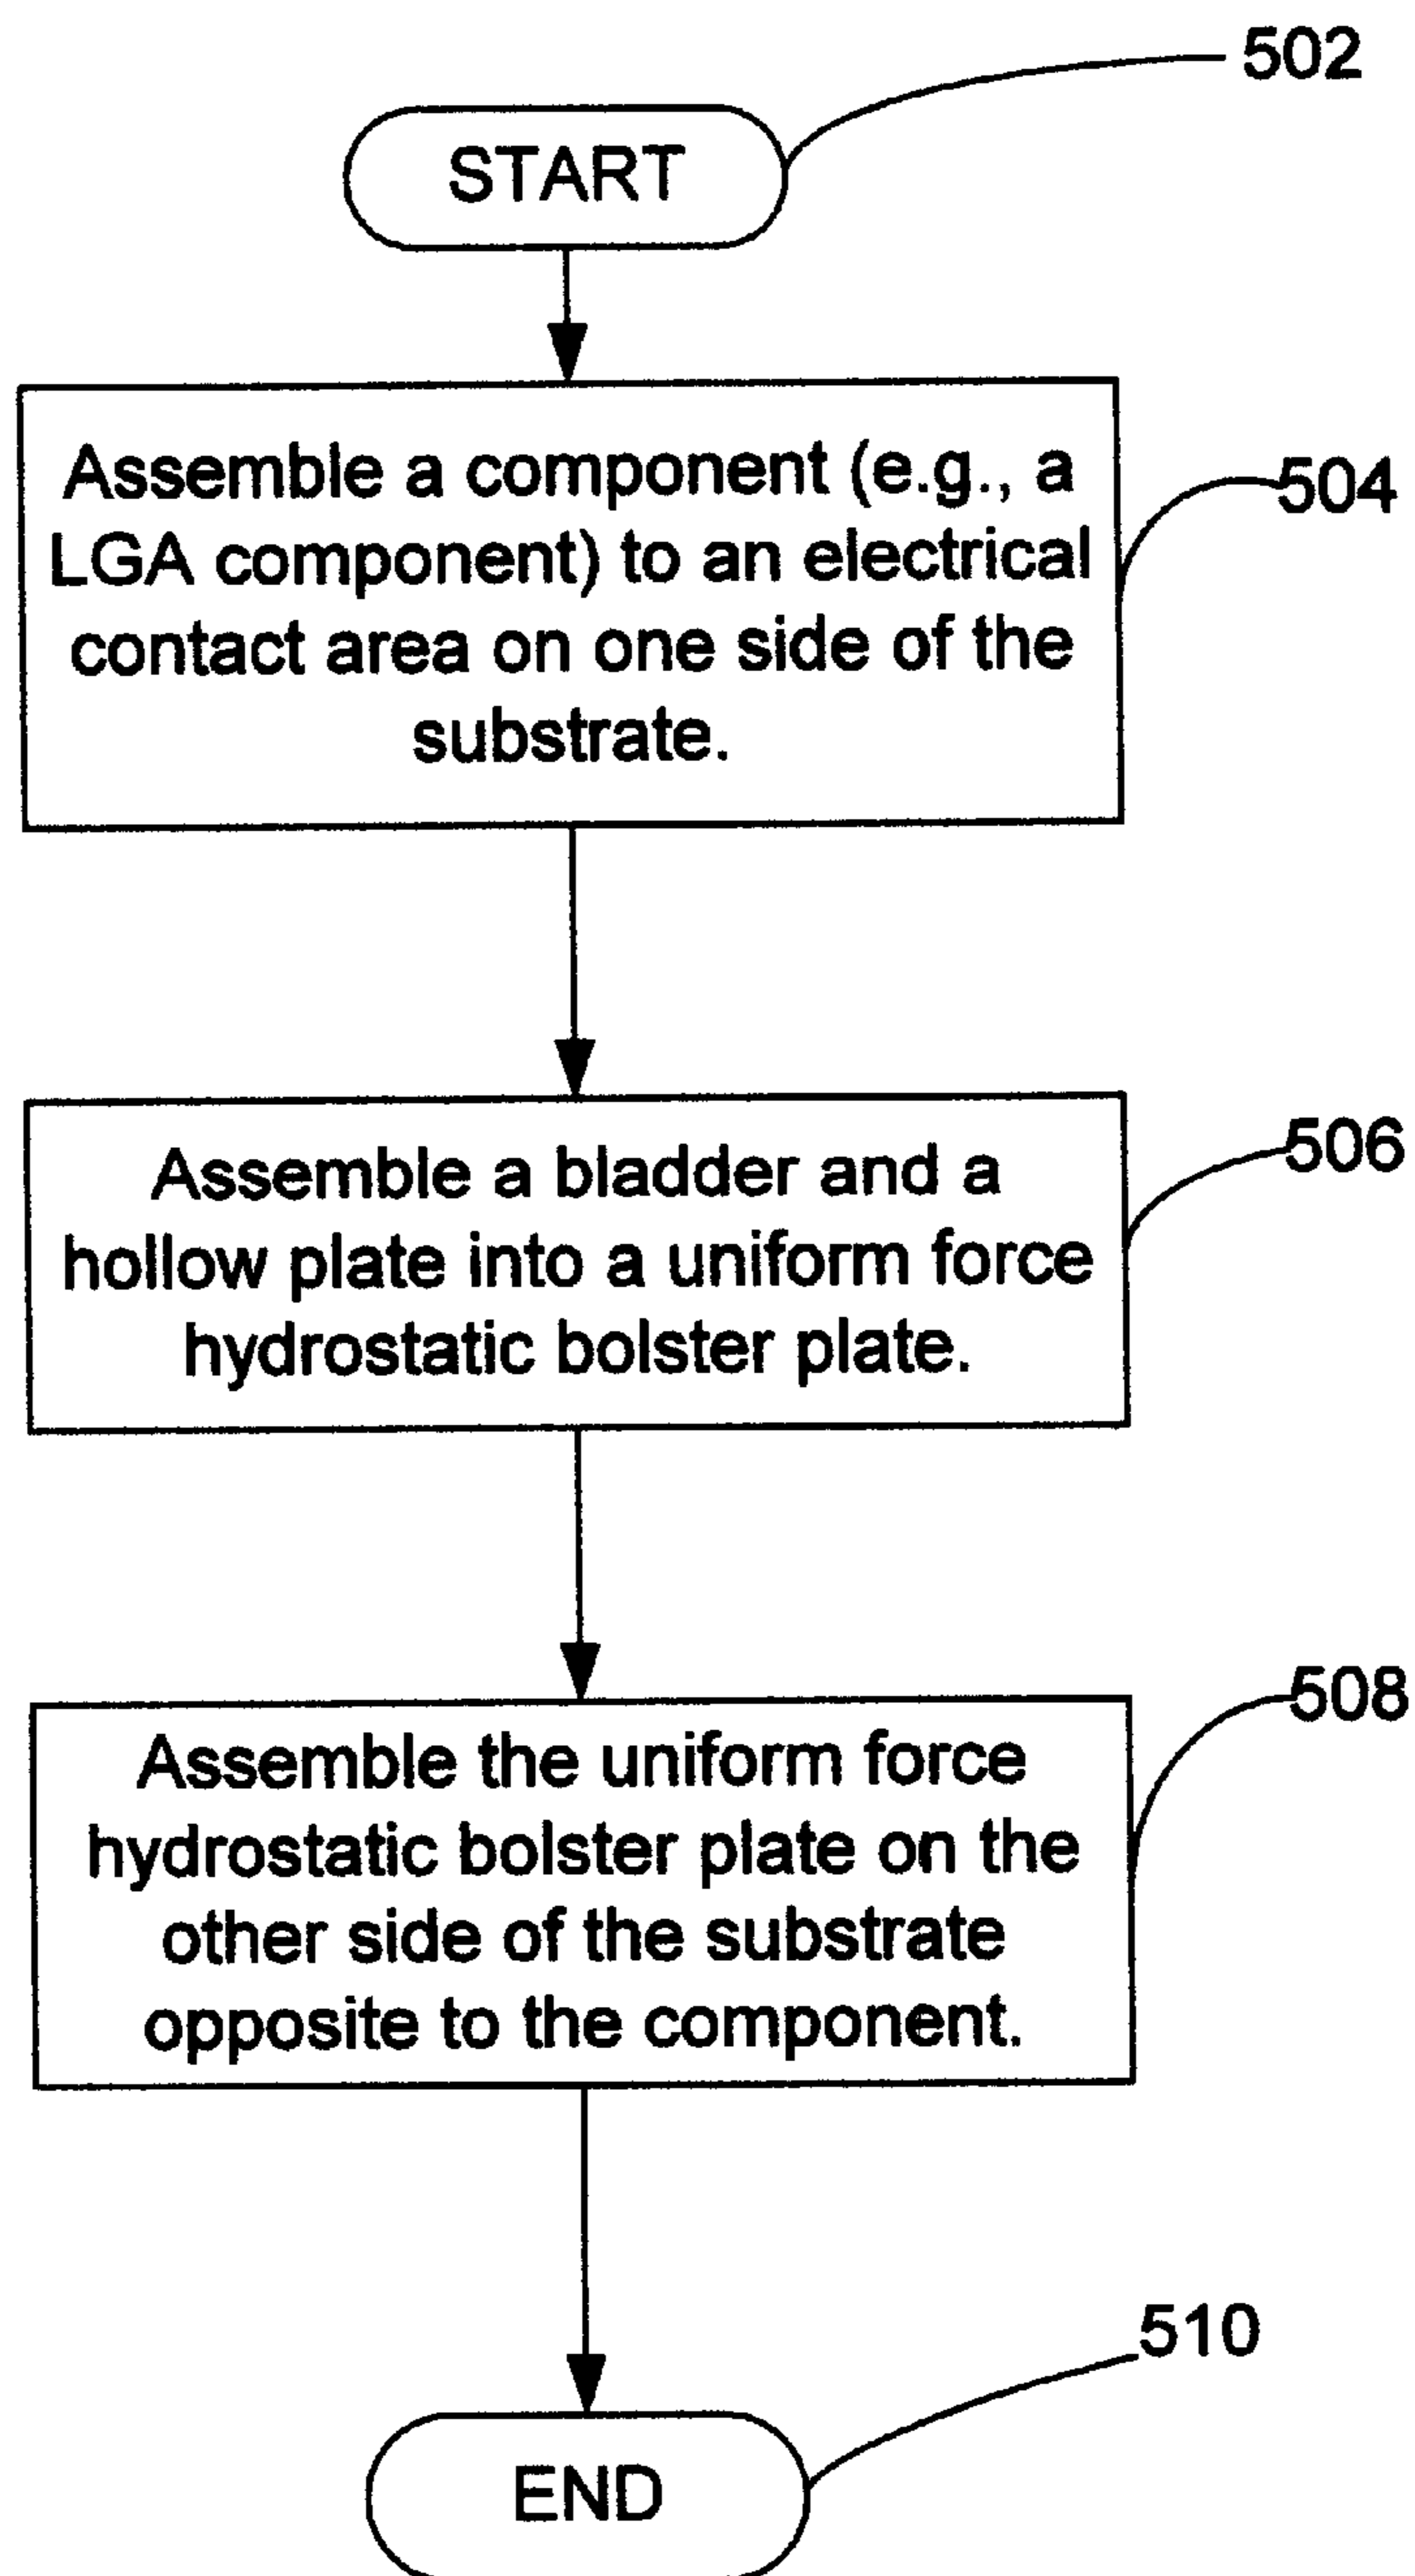 502
START
Assemble a component (e.g., a
LGA component) to an electrical
contact area on one side of the
substrate.
504
Assemble a bladder and a
hollow plate into a uniform force
hydrostatic bolster plate.
506
Assemble the uniform force
hydrostatic bolster plate on the
other side of the substrate
opposite to the component.
508
510
END